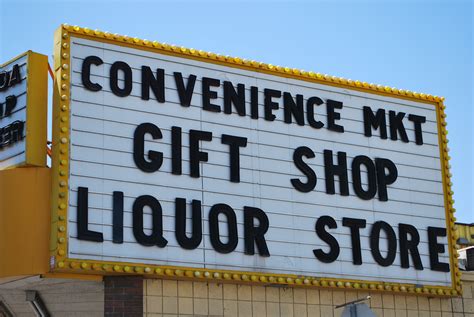 CONVENIENCE MKT
GIFT SHOP
LIQUOR STORE